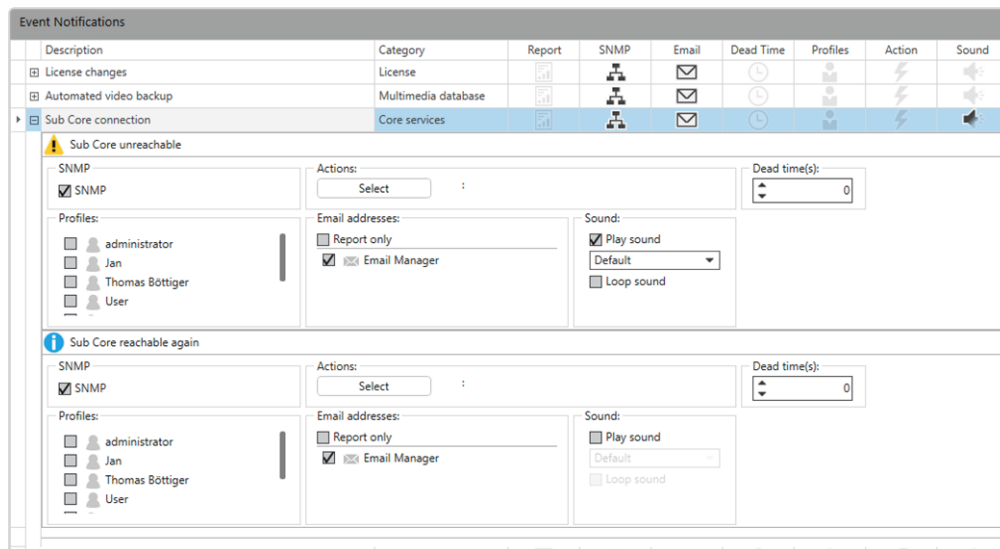 Event Notifications
Description Category Report SNMP Email Dead Time Profiles Action Sound
License changes License
Automated video backup Multimedia database
Sub Core connection Core services
Sub Core unreachable
SNMP Actions: Dead time(s):
SNMP Select : 0
Profiles: Email addresses: Sound:
administrator Report only Play sound
Jan Email Manager Default
Thomas Böttiger Loop sound
User
Sub Core reachable again
SNMP Actions: Dead time(s):
SNMP Select : 0
Profiles: Email addresses: Sound:
administrator Report only Play sound
Jan Email Manager Default
Thomas Böttiger Loop sound
User